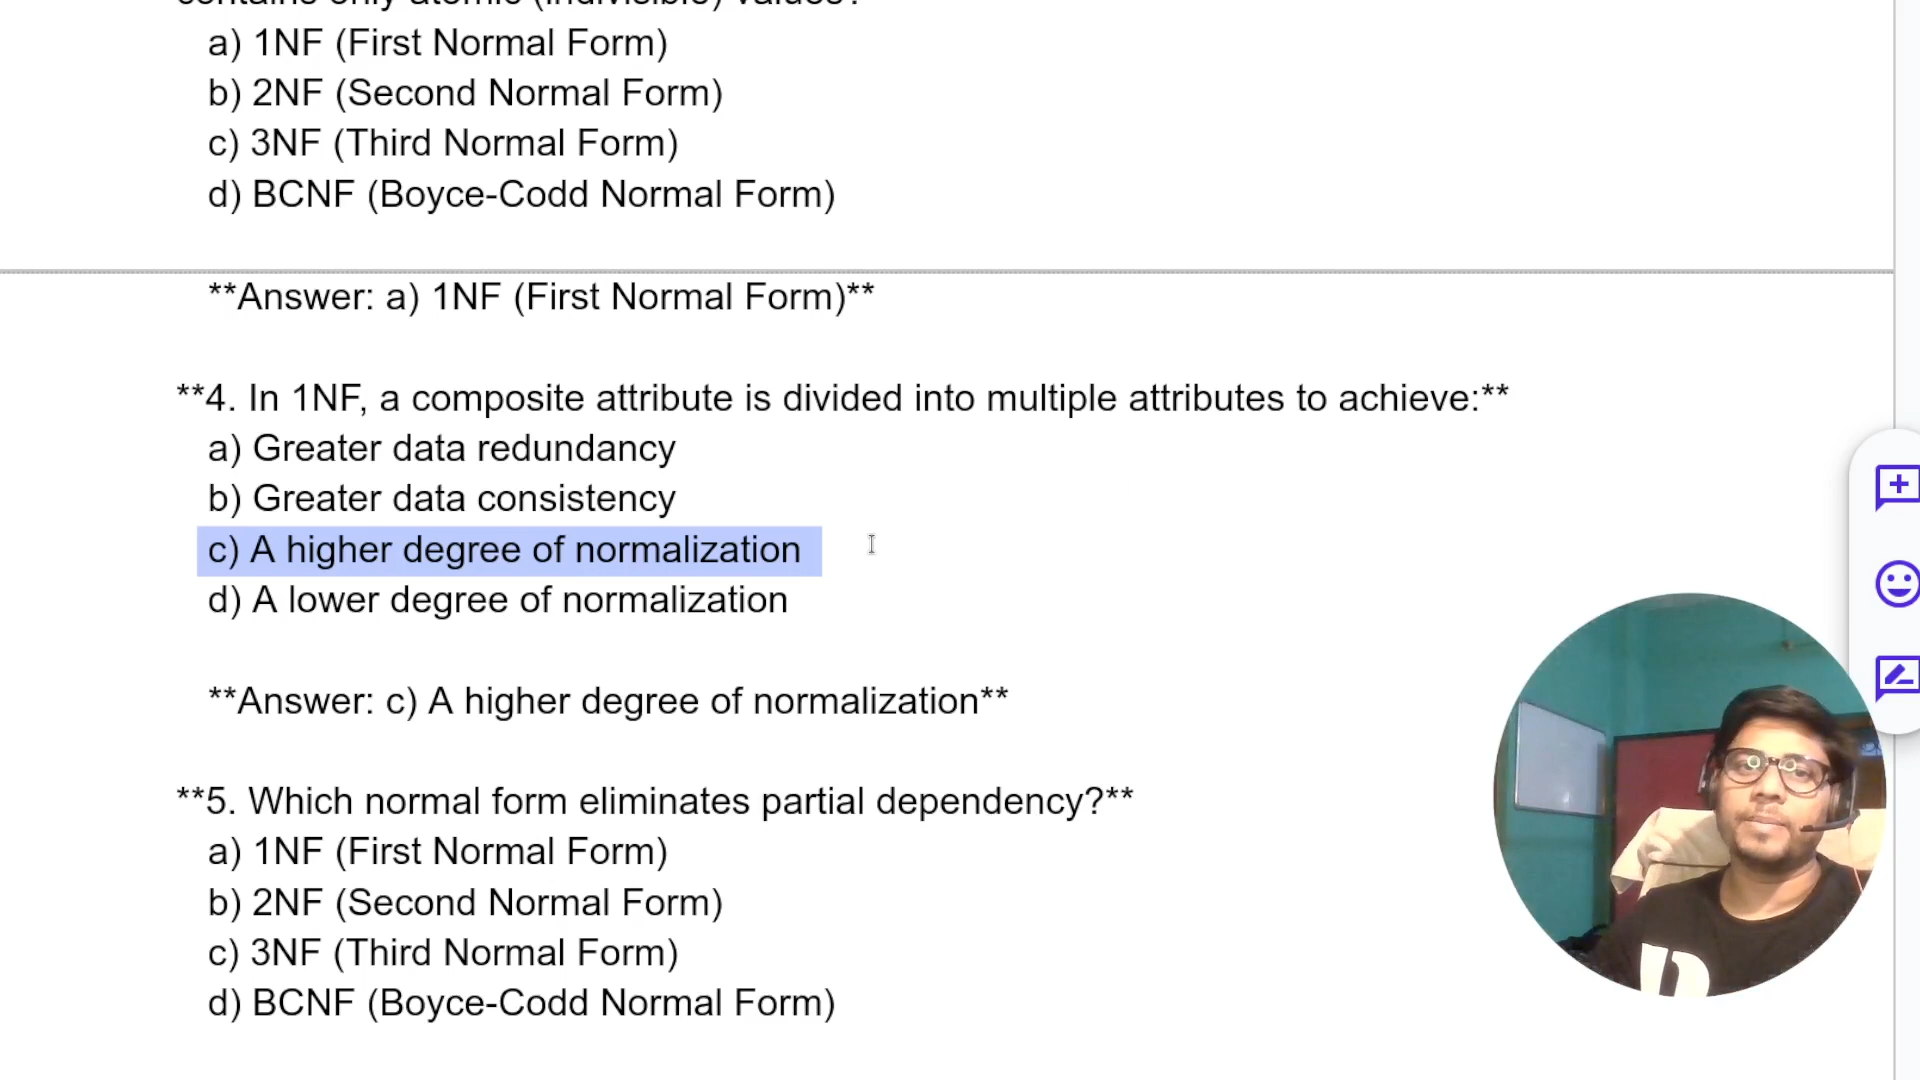 a) 1NF (First Normal Form)
b) 2NF (Second Normal Form)
c) 3NF (Third Normal Form)
d) BCNF (Boyce-Codd Normal Form)
**Answer: a) 1NF (First Normal Form)**
**4. In 1NF, a composite attribute is divided into multiple attributes to achieve:**
a) Greater data redundancy
b) Greater data consistency
c) A higher degree of normalization
d) A lower degree of normalization
**Answer: c) A higher degree of normalization**
**5. Which normal form eliminates partial dependency?**
a) 1NF (First Normal Form)
b) 2NF (Second Normal Form)
c) 3NF (Third Normal Form)
d) BCNF (Boyce-Codd Normal Form)